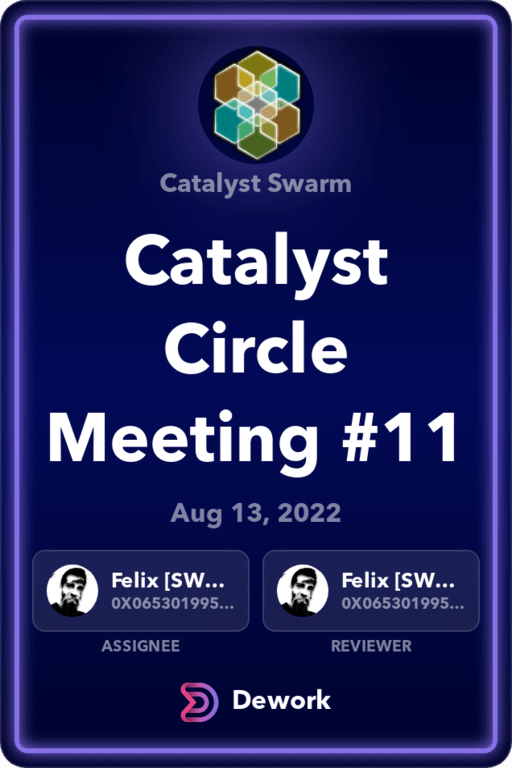 Catalyst Swarm
Catalyst
Circle
Meeting #11
Aug 13, 2022
Felix [SW...
0X065301995...
ASSIGNEE
Felix [SW...
0X065301995...
REVIEWER
Dework